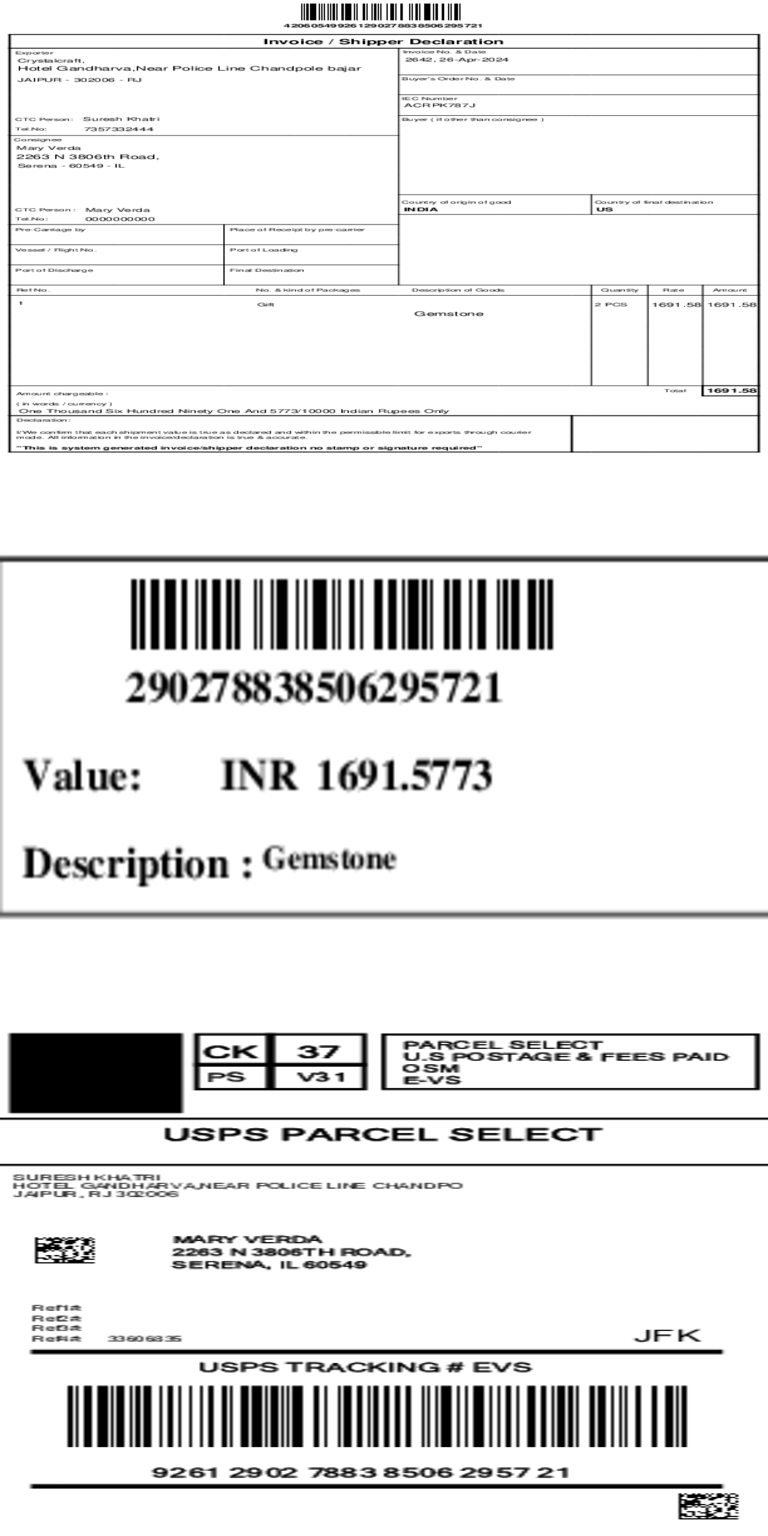 420605499261290278838506295721
Invoice / Shipper Declaration
Exporter
Crystalcraft,
Hotel Gandharva,Near Police Line Chandpole bajar
JAIPUR - 302006 - RJ
CTC Person : Suresh Khatri
Tel.No: 7357332444
Invoice No. & Date
2642, 26-Apr-2024
Buyer's Order No. & Date
IEC Number
ACRPK787J
Buyer ( if other than consignee )
Consignee
Mary Verda
2263 N 3806th Road,
Serena - 60549 - IL
CTC Person : Mary Verda
Tel.No: 0000000000
Country of origin of good
INDIA
Country of final destination
US
Pre-Carriage by
Place of Receipt by pre-carrier
Vessel / Flight No.
Port of Loading
Port of Discharge
Final Destination
Ref No. No. & kind of Packages Description of Goods Quantity Rate Amount
1 Gift Gemstone 2 PCS 1691.58 1691.58
Total 1691.58
Amount chargeable :
( in words / currency )
One Thousand Six Hundred Ninety One And 5773/10000 Indian Rupees Only
Declaration:
I/We confirm that each shipment value is true as declared and within the permissible limit for exports through courier
mode. All information in the invoice/declaration is true & accurate.
"This is system generated invoice/shipper declaration no stamp or signature required"
290278838506295721
Value: INR 1691.5773
Description : Gemstone
CK 37
PS V31
PARCEL SELECT
U.S POSTAGE & FEES PAID
OSM
E-VS
USPS PARCEL SELECT
SURESH KHATRI
HOTEL GANDHARVA,NEAR POLICE LINE CHANDPO
JAIPUR, RJ 302006
MARY VERDA
2263 N 3806TH ROAD,
SERENA, IL 60549
Ref1#:
Ref2#:
Ref3#:
Ref4#: 33606835
JFK
USPS TRACKING # EVS
9261 2902 7883 8506 2957 21